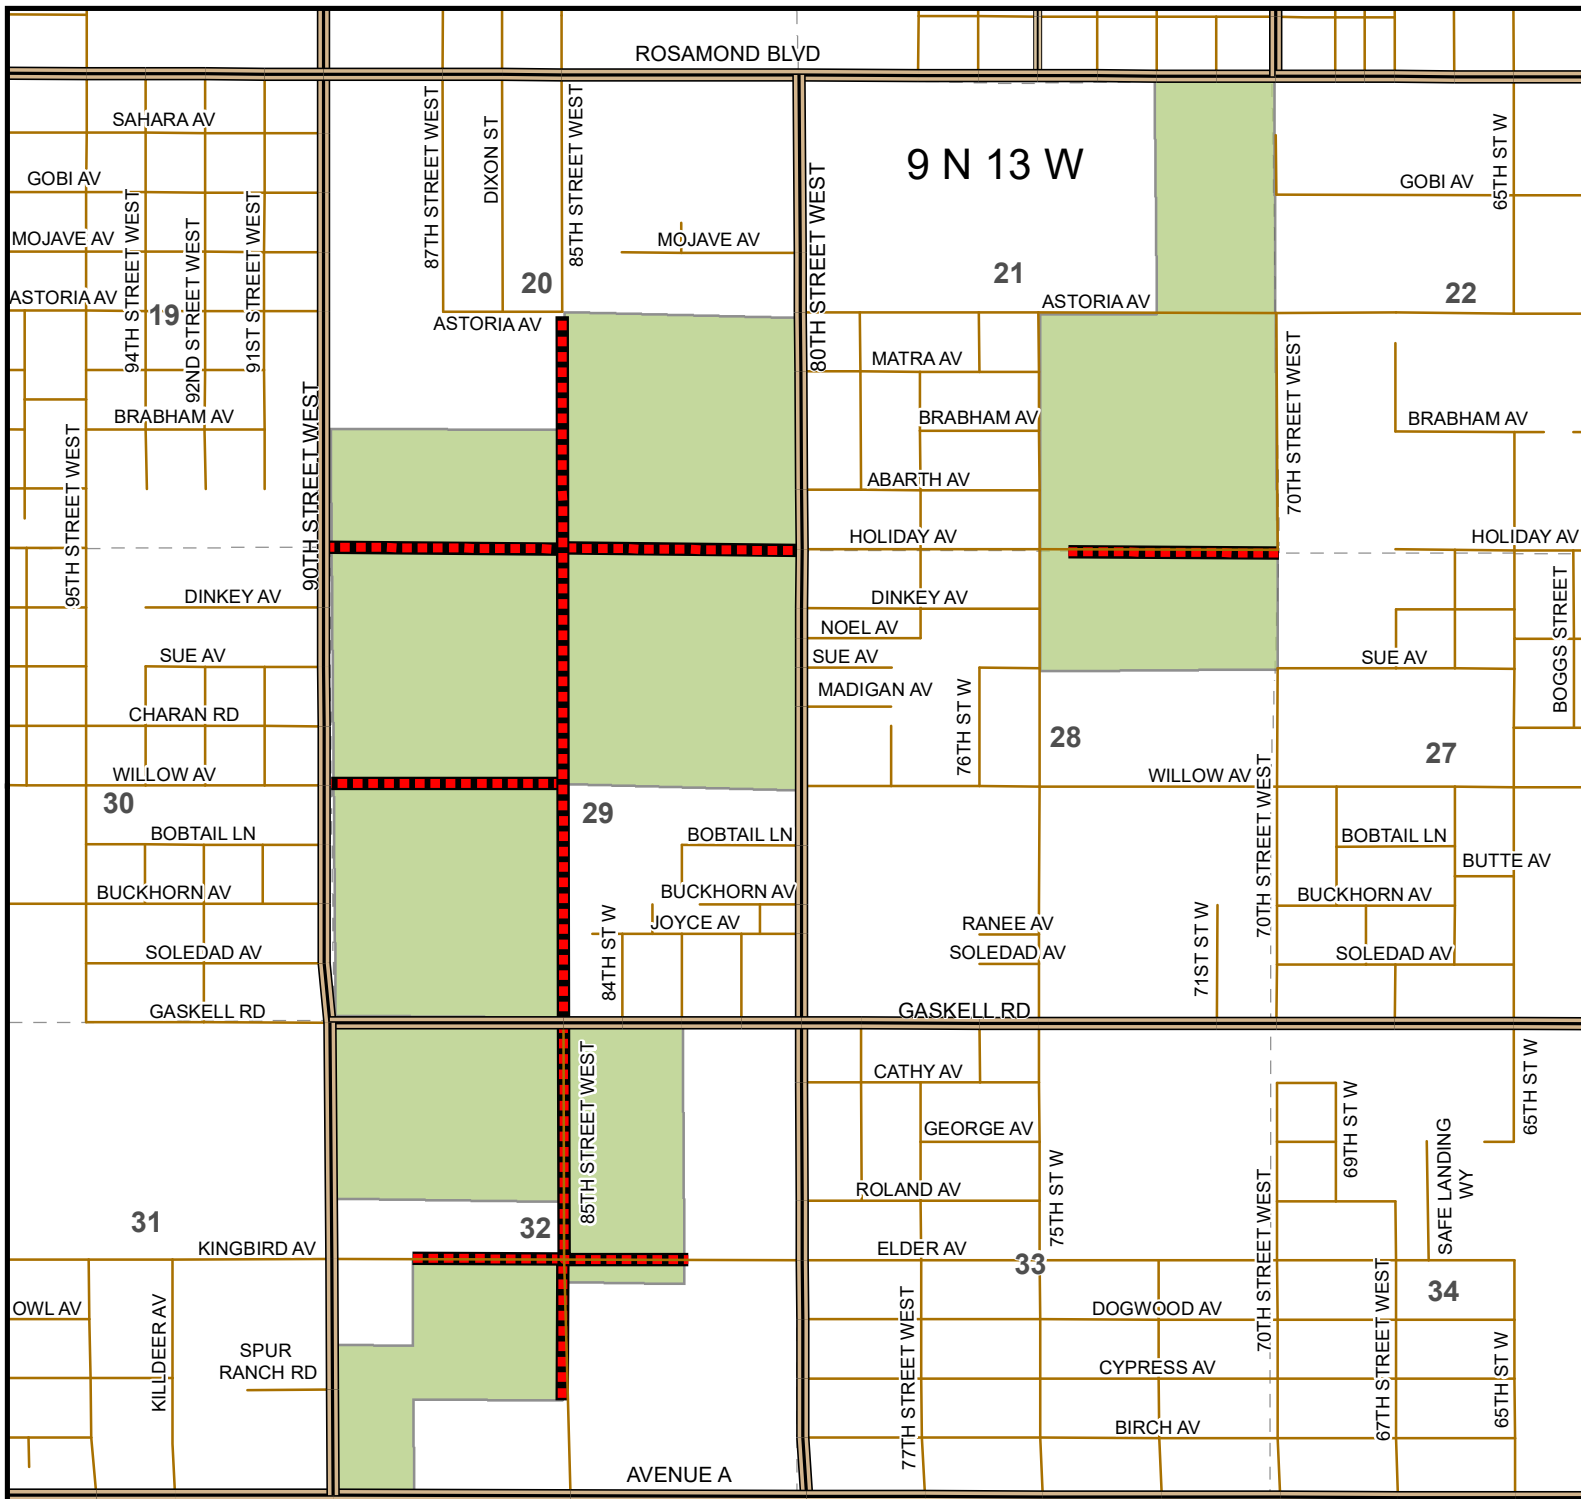 ROSAMOND BLVD
SAHARA AV
GOBI AV
MOJAVE AV
ASTORIA AV
94TH STREET WEST
92ND STREET WEST
91ST STREET WEST
19
BRABHAM AV
95TH STREET WEST
90TH STREET WEST
87TH STREET WEST
DIXON ST
85TH STREET WEST
20
ASTORIA AV
MOJAVE AV
80TH STREET WEST
9 N 13 W
21
ASTORIA AV
MATRA AV
BRABHAM AV
ABARTH AV
HOLIDAY AV
70TH STREET WEST
65TH ST W
GOBI AV
22
BRABHAM AV
HOLIDAY AV
DINKEY AV
SUE AV
CHARAN RD
WILLOW AV
30
BOBTAIL LN
BUCKHORN AV
SOLEDAD AV
GASKELL RD
29
BOBTAIL LN
BUCKHORN AV
JOYCE AV
84TH ST W
DINKEY AV
NOEL AV
SUE AV
MADIGAN AV
76TH ST W
28
WILLOW AV
70TH STREET WEST
RANEE AV
SOLEDAD AV
71ST ST W
GASKELL RD
SUE AV
BOGGS STREET
27
BOBTAIL LN
BUTTE AV
BUCKHORN AV
SOLEDAD AV
31
KINGBIRD AV
OWL AV
KILLDEER AV
SPUR
RANCH RD
85TH STREET WEST
32
AVENUE A
CATHY AV
GEORGE AV
ROLAND AV
ELDER AV
75TH ST W
33
77TH STREET WEST
DOGWOOD AV
CYPRESS AV
BIRCH AV
70TH STREET WEST
69TH ST W
65TH ST W
SAFE LANDING
WY
34
67TH STREET WEST
65TH ST W